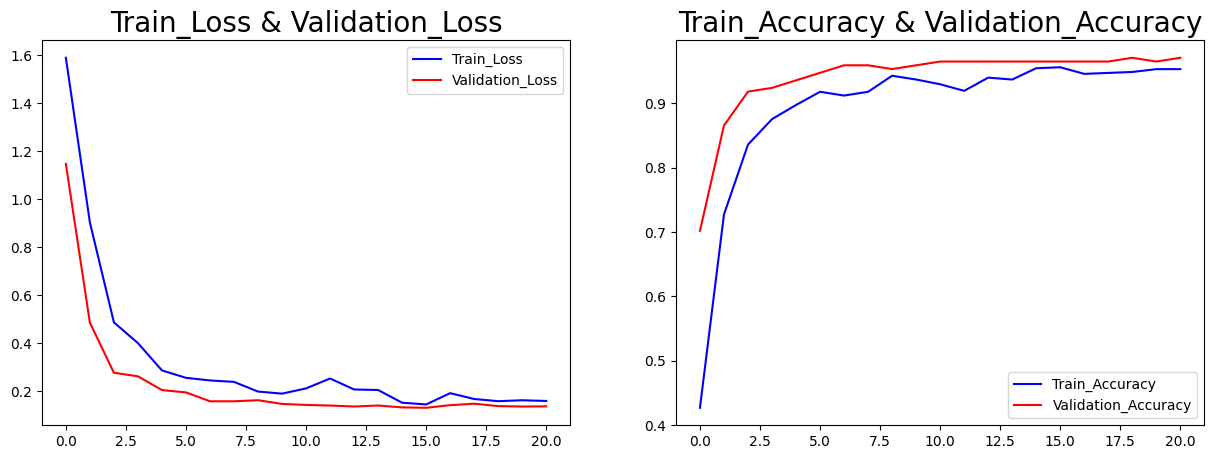 Train_Loss & Validation_Loss
Train_Loss
Validation_Loss
1.6
1.4
1.2
1.0
0.8
0.6
0.4
0.2
0.0 2.5 5.0 7.5 10.0 12.5 15.0 17.5 20.0
Train_Accuracy & Validation_Accuracy
0.9
0.8
0.7
0.6
0.5
0.4
Train_Accuracy
Validation_Accuracy
0.0 2.5 5.0 7.5 10.0 12.5 15.0 17.5 20.0